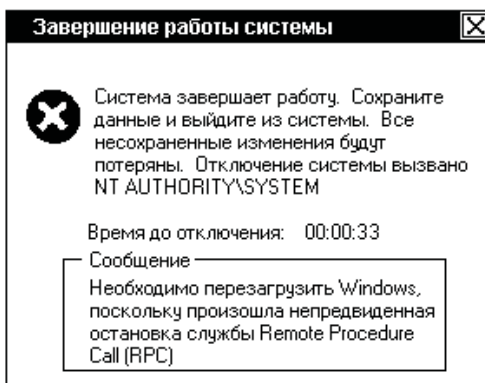 Завершение работы системы
Система завершает работу. Сохраните
данные и выйдите из системы. Все
несохраненные изменения будут
потеряны. Отключение системы вызвано
NT AUTHORITY\SYSTEM
Время до отключения: 00:00:33
Сообщение
Необходимо перезагрузить Windows,
поскольку произошла непредвиденная
остановка службы Remote Procedure
Call (RPC)